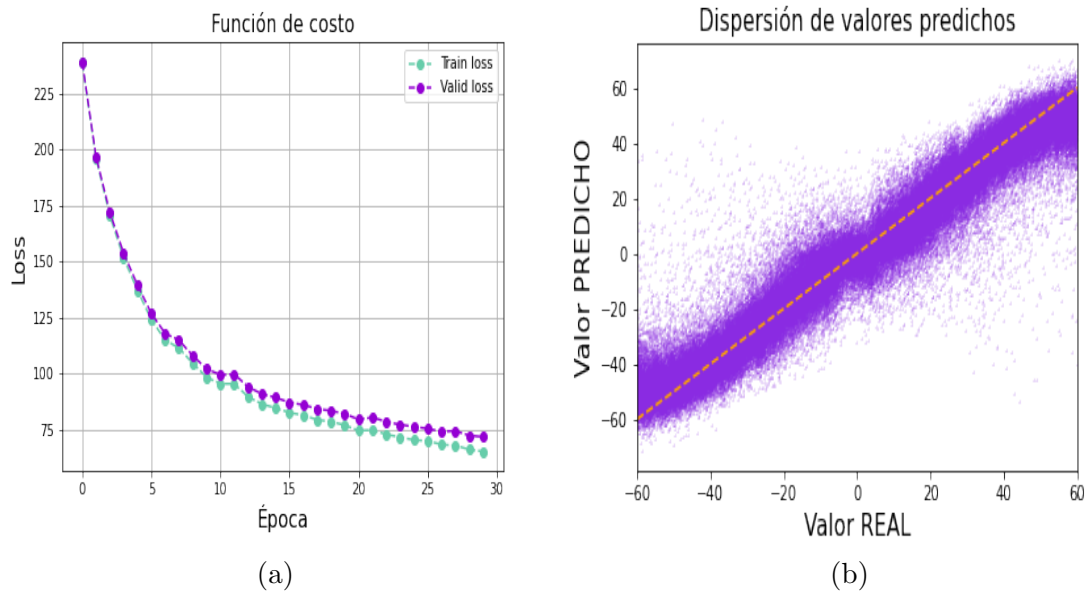 Función de costo
Train loss
Valid loss
225
200
175
150
125
100
75
Loss
0
5
10
15
20
25
30
Época
(a)
Dispersión de valores predichos
60
40
20
0
−20
−40
−60
Valor PREDICHO
−60
−40
−20
0
20
40
60
Valor REAL
(b)